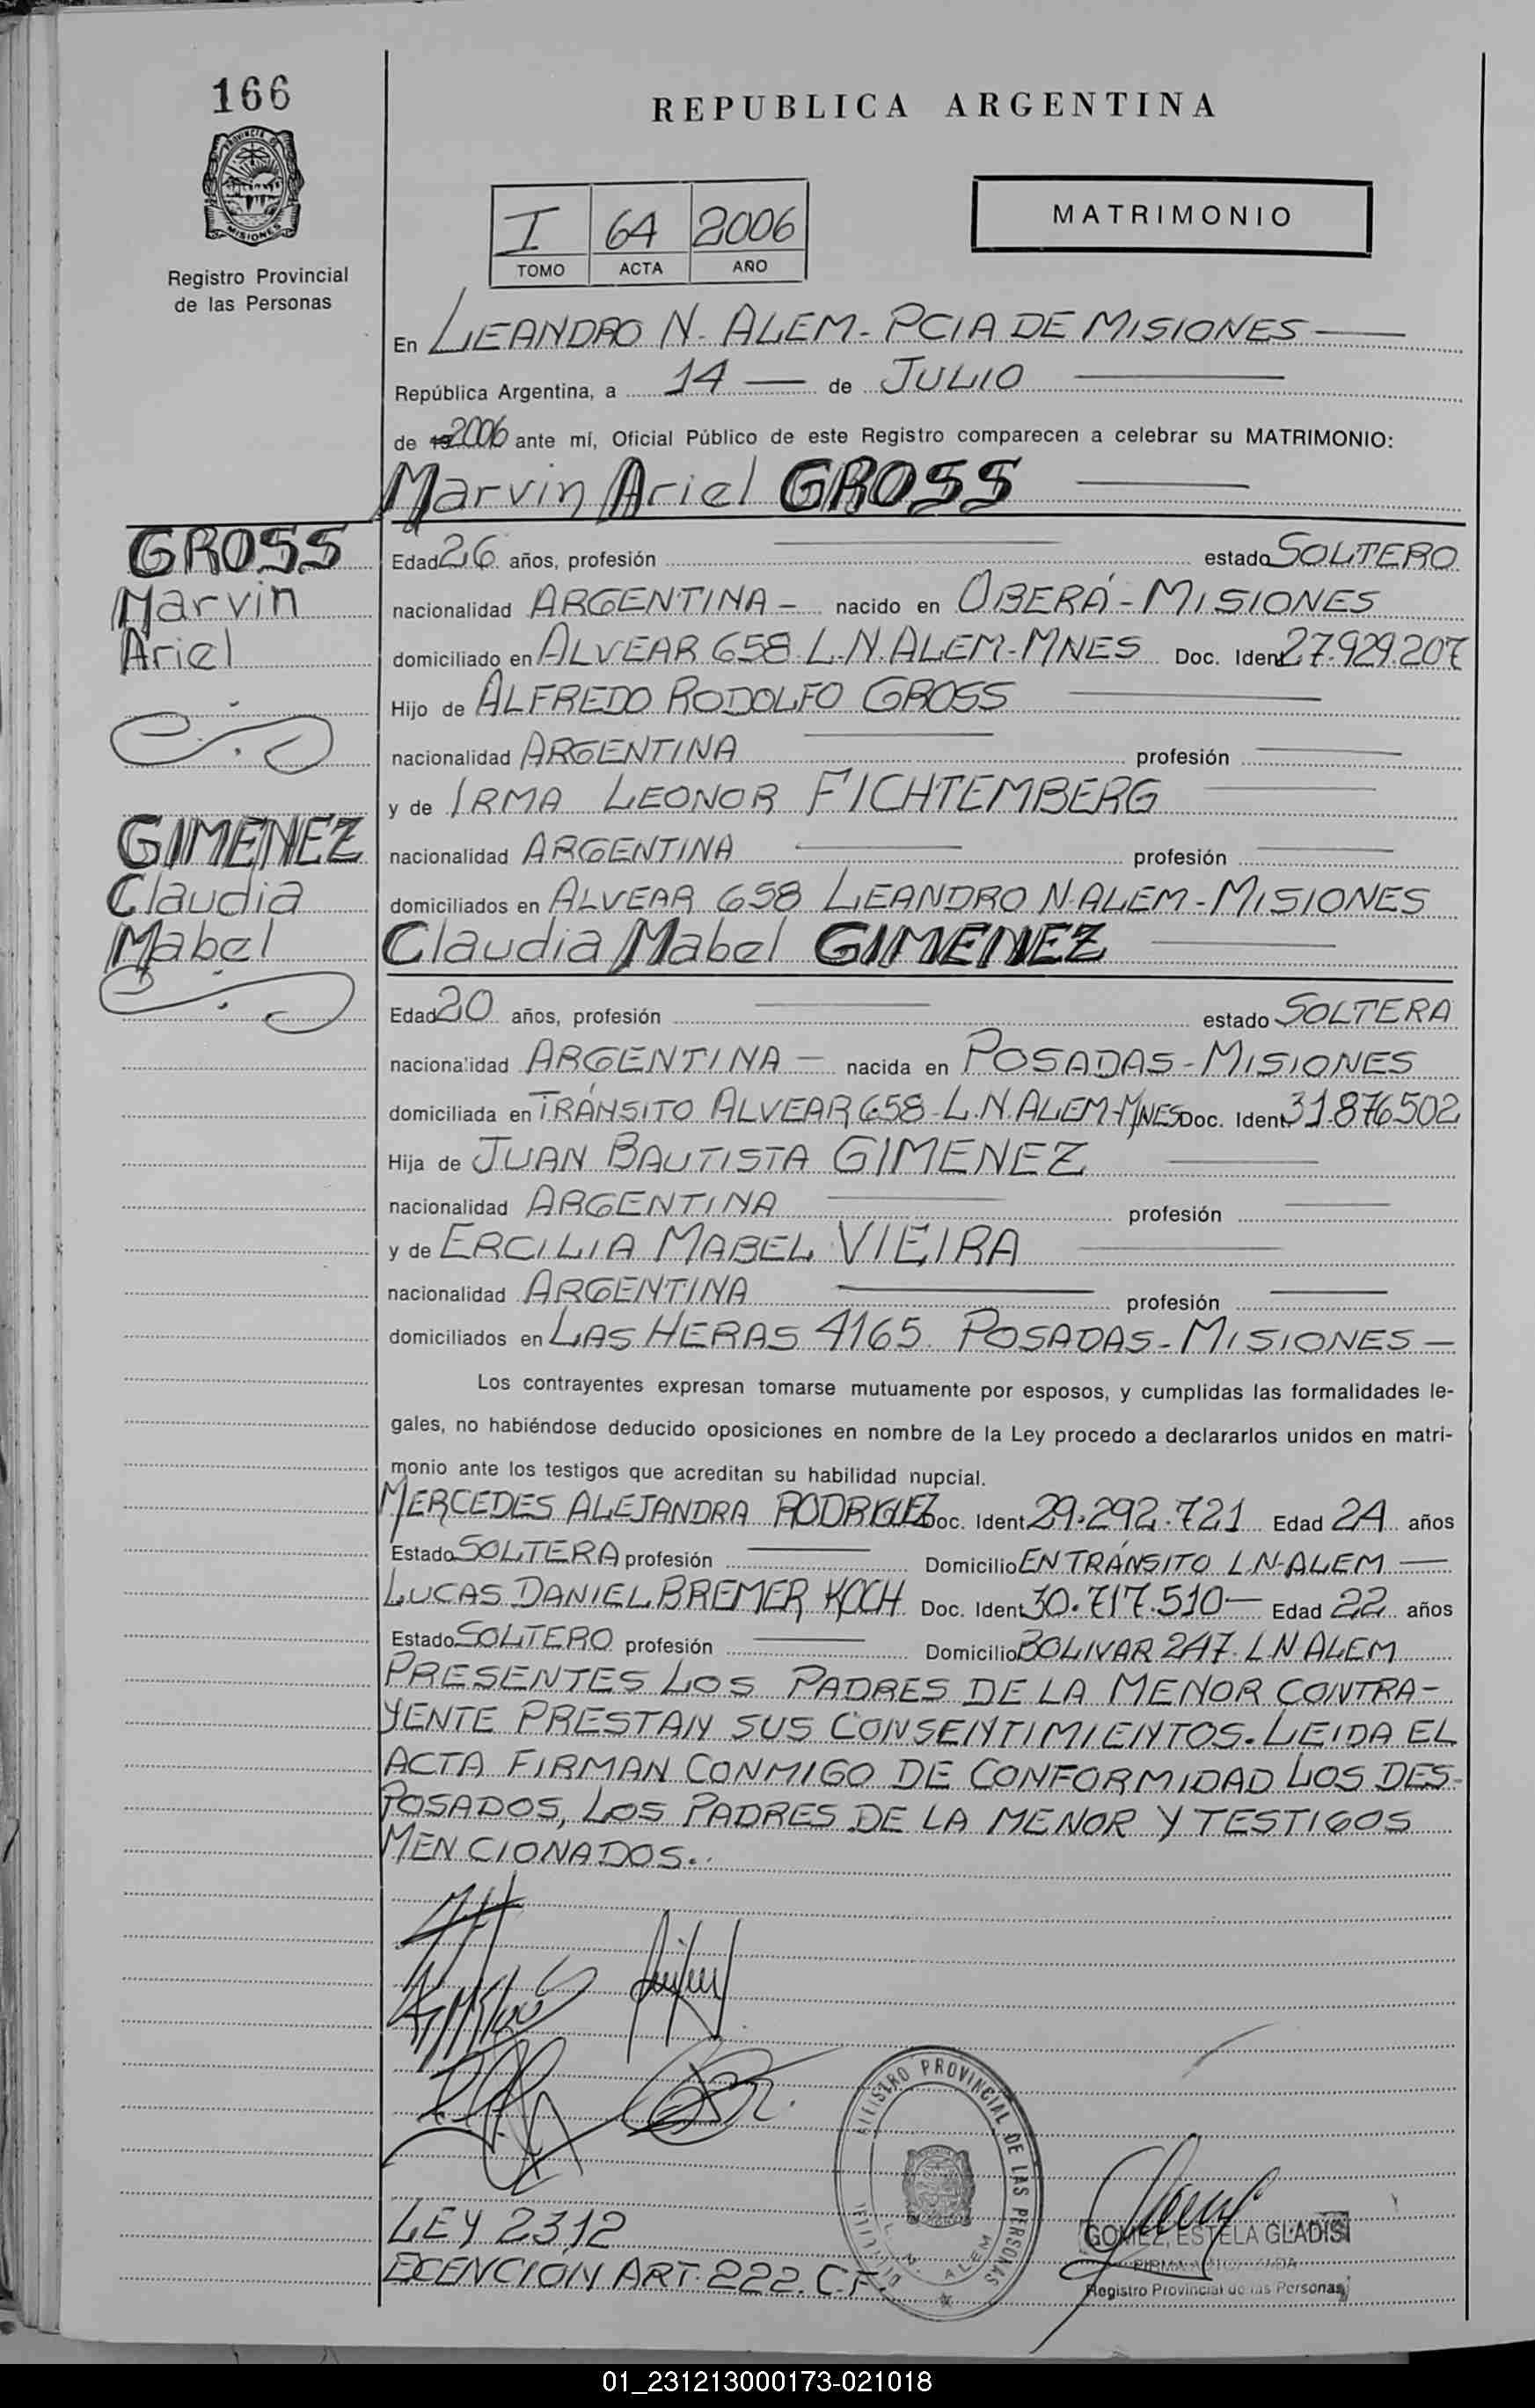 166
PROVINCIA DE
MISIONES
Registro Provincial
de las Personas
REPUBLICA ARGENTINA
I 64 2006
TOMO ACTA AÑO
MATRIMONIO
En LEANDRO N. ALEM - PCIA DE MISIONES
República Argentina, a 14 — de JULIO
de 19 2006 ante mí, Oficial Público de este Registro comparecen a celebrar su MATRIMONIO:
Marvin Ariel GROSS
GROSS
Marvin
Ariel
Edad 26 años, profesión — estado SOLTERO
nacionalidad ARGENTINA - nacido en OBERÁ - MISIONES
domiciliado en ALVEAR 658 L.N. ALEM - MNES Doc. Ident 27.929.207
Hijo de ALFREDO RODOLFO GROSS
nacionalidad ARGENTINA — profesión —
y de IRMA LEONOR FICHTEMBERG
GIMENEZ
Claudia
Mabel
nacionalidad ARGENTINA — profesión —
domiciliados en ALVEAR 658 LEANDRO N. ALEM - MISIONES
Claudia Mabel GIMENEZ
Edad 20 años, profesión — estado SOLTERA
nacionalidad ARGENTINA — nacida en POSADAS - MISIONES
domiciliada en TRÁNSITO ALVEAR 658 - L.N. ALEM - MNES Doc. Ident 31.876.502
Hija de JUAN BAUTISTA GIMENEZ
nacionalidad ARGENTINA — profesión —
y de ERCILIA MABEL VIEIRA
nacionalidad ARGENTINA — profesión —
domiciliados en LAS HERAS 4165. POSADAS - MISIONES —
Los contrayentes expresan tomarse mutuamente por esposos, y cumplidas las formalidades le-
gales, no habiéndose deducido oposiciones en nombre de la Ley procedo a declararlos unidos en matri-
monio ante los testigos que acreditan su habilidad nupcial.
MERCEDES ALEJANDRA RODRIGUEZ Doc. Ident 29.292.721 Edad 24 años
Estado SOLTERA profesión — Domicilio EN TRÁNSITO L.N. ALEM —
LUCAS DANIEL BREMER KOCH Doc. Ident 30.717.510 — Edad 22 años
Estado SOLTERO profesión — Domicilio BOLIVAR 247. L N ALEM
PRESENTES LOS PADRES DE LA MENOR CONTRA-
YENTE PRESTAN SUS CONSENTIMIENTOS. LEIDA EL
ACTA FIRMAN CONMIGO DE CONFORMIDAD LOS DES-
POSADOS, LOS PADRES DE LA MENOR Y TESTIGOS
MENCIONADOS..
REGISTRO PROVINCIAL DE LAS PERSONAS
L. N. ALEM
LEY 2312
ECENCION ART. 222. C.F.
GOMEZ, ESTELA GLADIS
FIRMA AUTORIZADA
Registro Provincial de las Personas
01_231213000173-021018